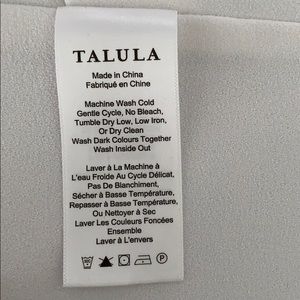 TALULA
Made in China
Fabriqué en Chine
Machine Wash Cold
Gentle Cycle, No Bleach,
Tumble Dry Low, Low Iron,
Or Dry Clean
Wash Dark Colours Together
Wash Inside Out
Laver À La Machine À
L'eau Froide Au Cycle Délicat,
Pas De Blanchiment,
Sécher à Basse Température,
Repasser à Basse Température,
Ou Nettoyer à Sec
Laver Les Couleurs Foncées
Ensemble
Laver à L'envers
P